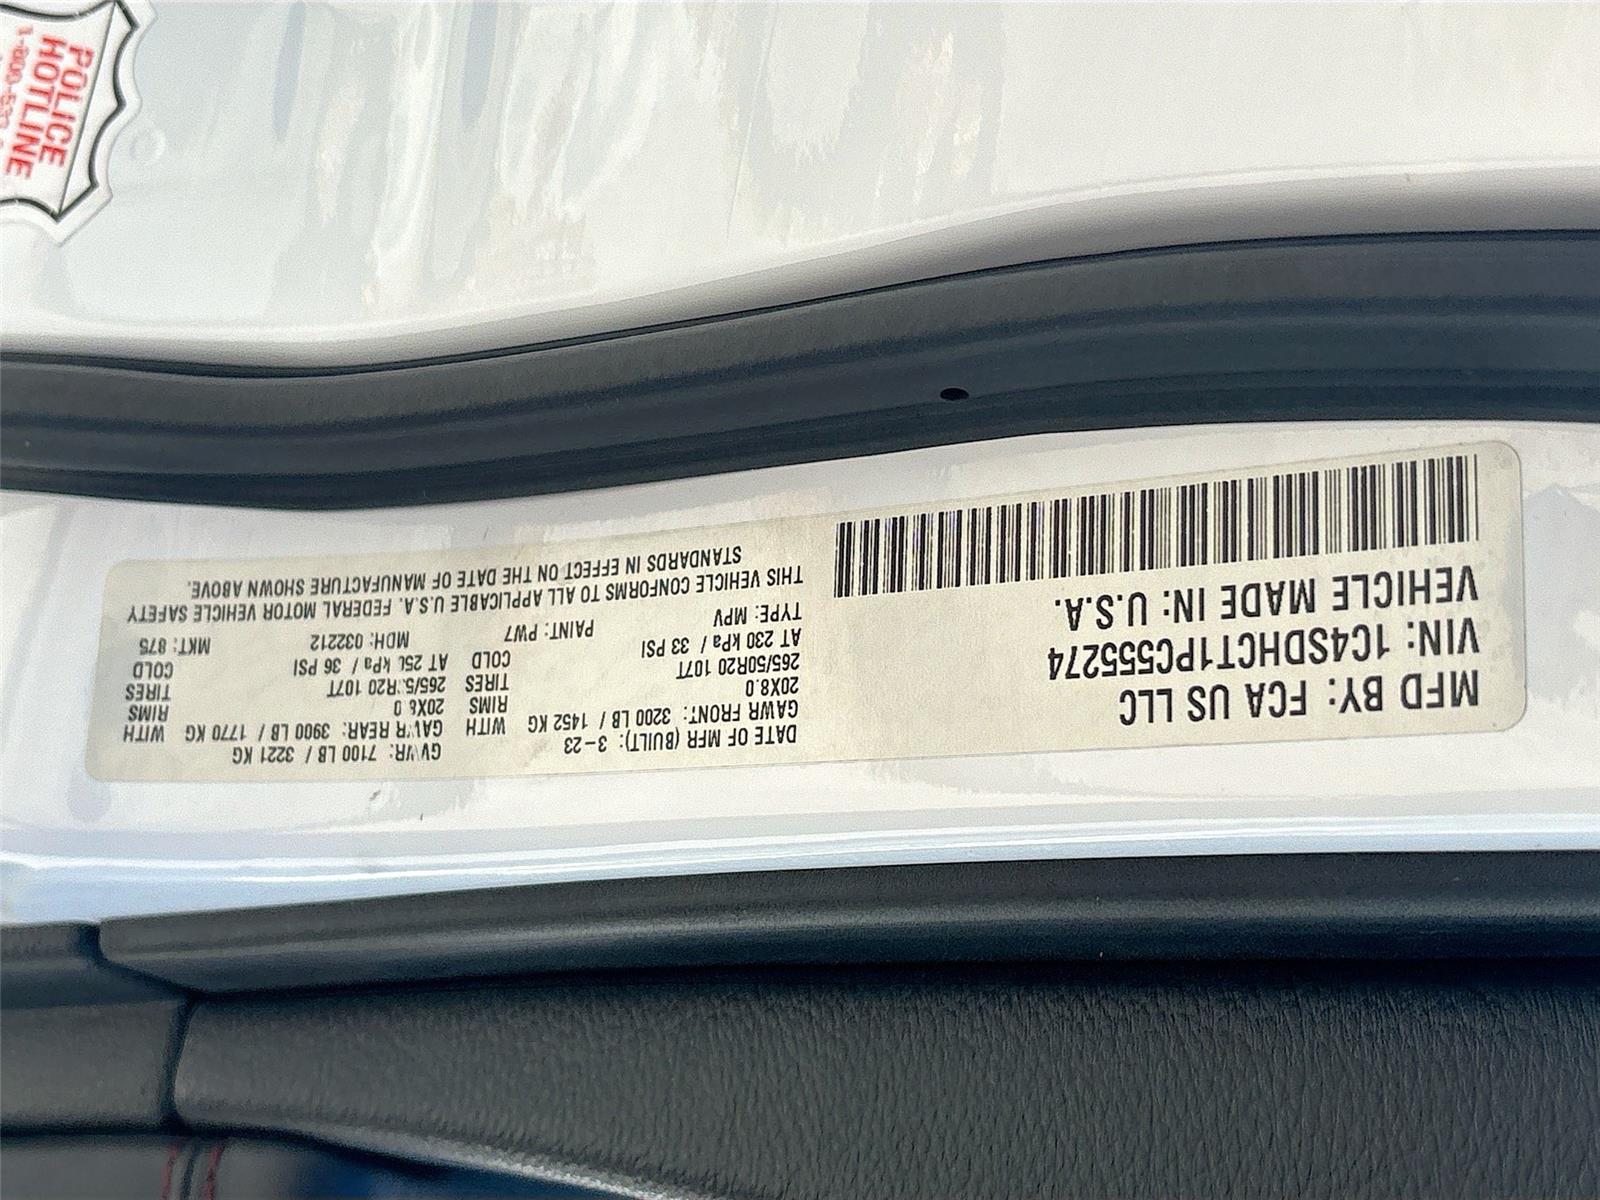 MFD BY: FCA US LLC
VIN: 1C4SDHCT1PC555274
VEHICLE MADE IN: U.S.A.
DATE OF MFR (BUILT): 3-23
GVWR: 7100 LB / 3221 KG
GAWR FRONT: 3200 LB / 1452 KG WITH
GAWR REAR: 3900 LB / 1770 KG WITH
20X8.0 RIMS
20X8.0 RIMS
265/50R20 107T TIRES
265/50R20 107T TIRES
AT 230 kPa / 33 PSI COLD
AT 250 kPa / 36 PSI COLD
TYPE: MPV PAINT: PW7 MDH: 032212 MKT: 875
THIS VEHICLE CONFORMS TO ALL APPLICABLE U.S.A. FEDERAL MOTOR VEHICLE SAFETY
STANDARDS IN EFFECT ON THE DATE OF MANUFACTURE SHOWN ABOVE.
POLICE
HOTLINE